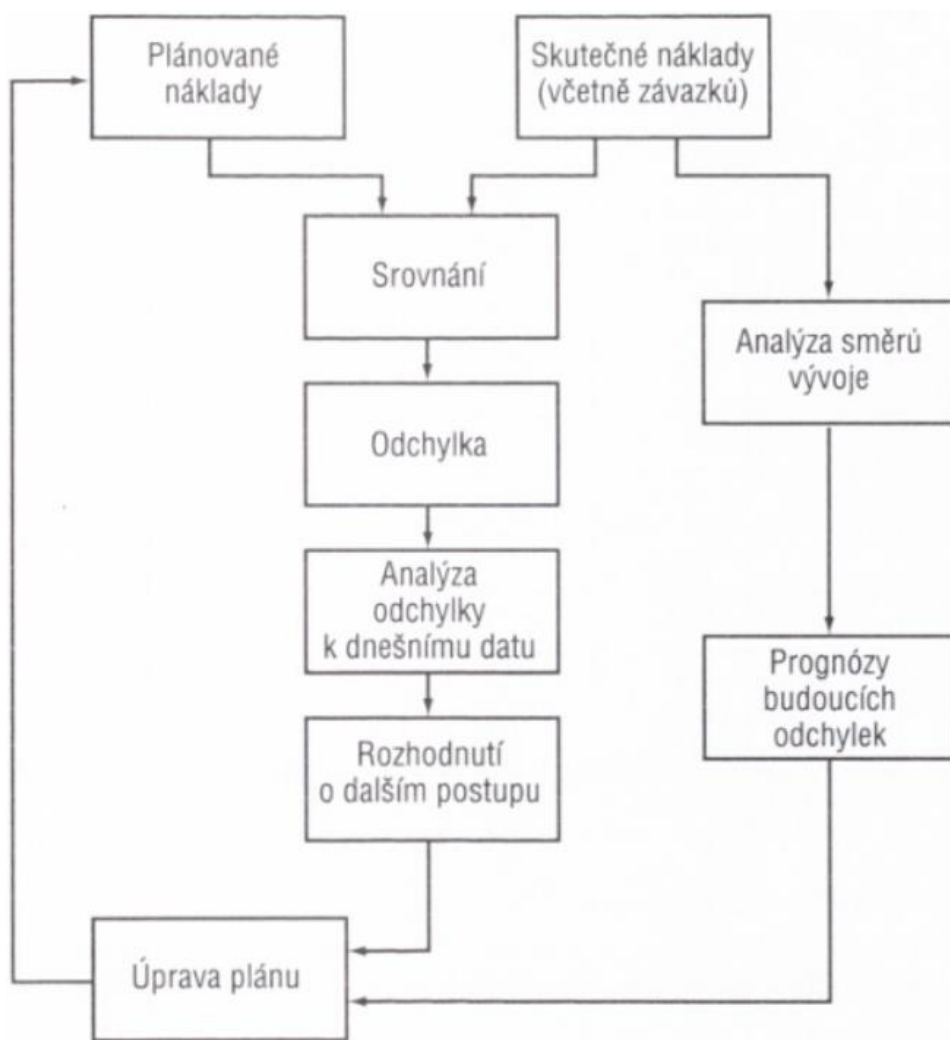 Plánované
náklady
Skutečné náklady
(včetně závazků)
Srovnání
Analýza směrů
vývoje
Odchylka
Analýza
odchylky
k dnešnímu datu
Prognózy
budoucích
odchylek
Rozhodnutí
o dalším postupu
Úprava plánu